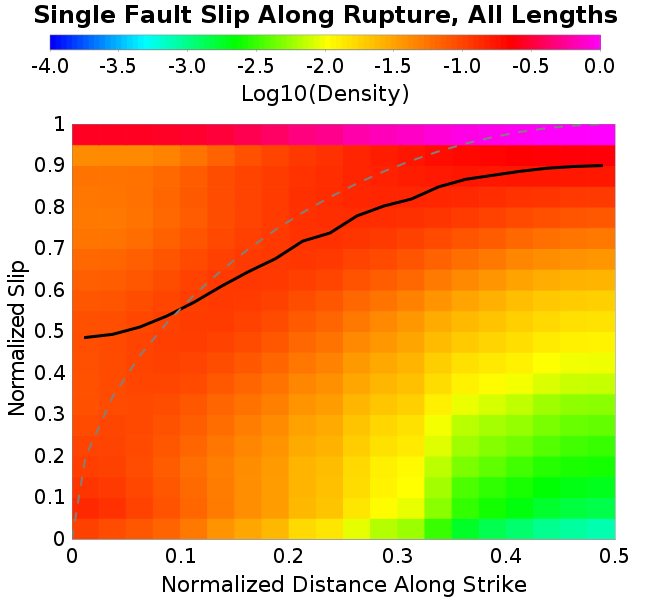 Single Fault Slip Along Rupture, All Lengths
-4.0 -3.5 -3.0 -2.5 -2.0 -1.5 -1.0 -0.5 0.0
Log10(Density)
Normalized Slip
1
0.9
0.8
0.7
0.6
0.5
0.4
0.3
0.2
0.1
0
0 0.1 0.2 0.3 0.4 0.5
Normalized Distance Along Strike